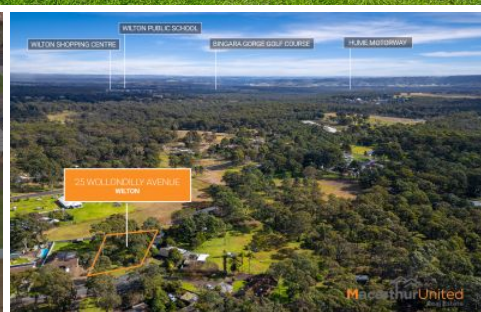 WILTON PUBLIC SCHOOL
WILTON SHOPPING CENTRE
BINGARA GORGE GOLF COURSE
HUME MOTORWAY
25 WOLLONDILLY AVENUE
WILTON
MacarthurUnited
Real Estate